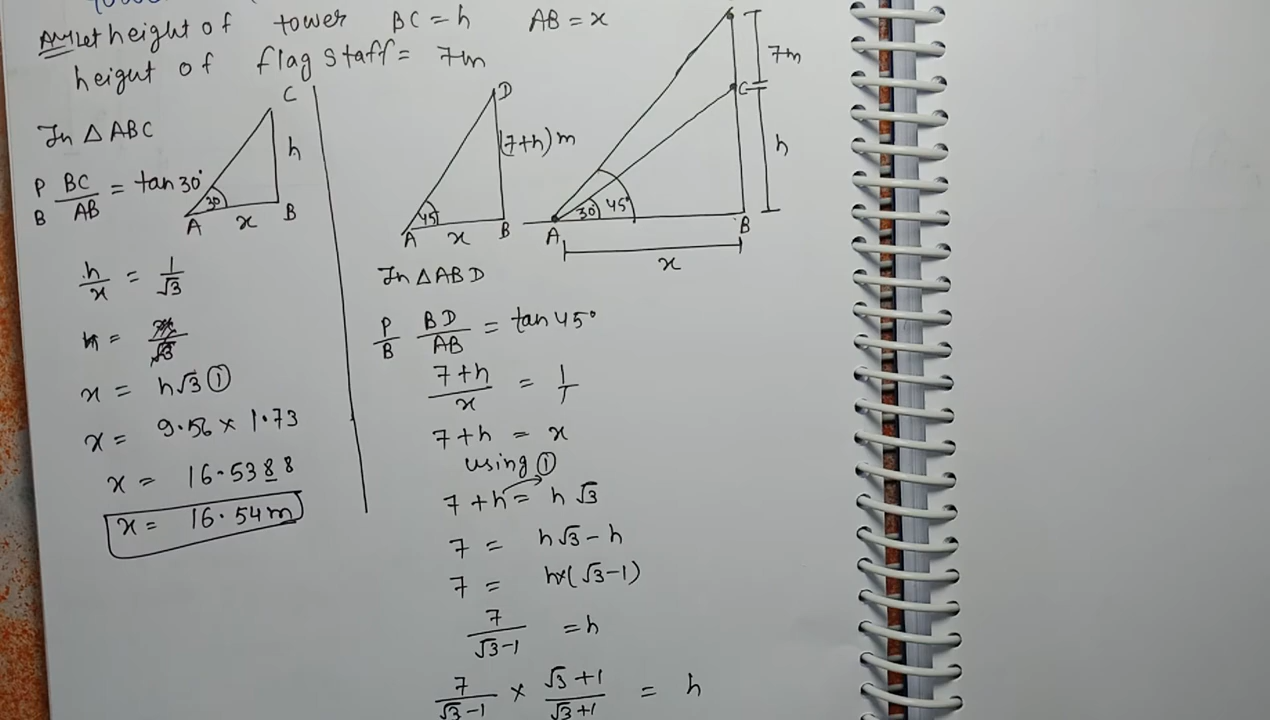 Ans Let height of tower BC = h AB = x
height of flag staff = 7m
In △ ABC
P/B BC/AB = tan 30°
C
h
30
A x B
h/x = 1/√3
x = h√3 ①
x = 9.56 × 1.73
x = 16.5388
x = 16.54m
D
(7+h) m
45
A x B
In △ ABD
P/B BD/AB = tan 45°
7+h/x = 1/1
7+h = x
using ①
7+h = h√3
7 = h√3 - h
7 = h×(√3-1)
7/√3-1 = h
7/√3-1 × √3+1/√3+1 = h
7m
C
h
30° 45°
A B
x